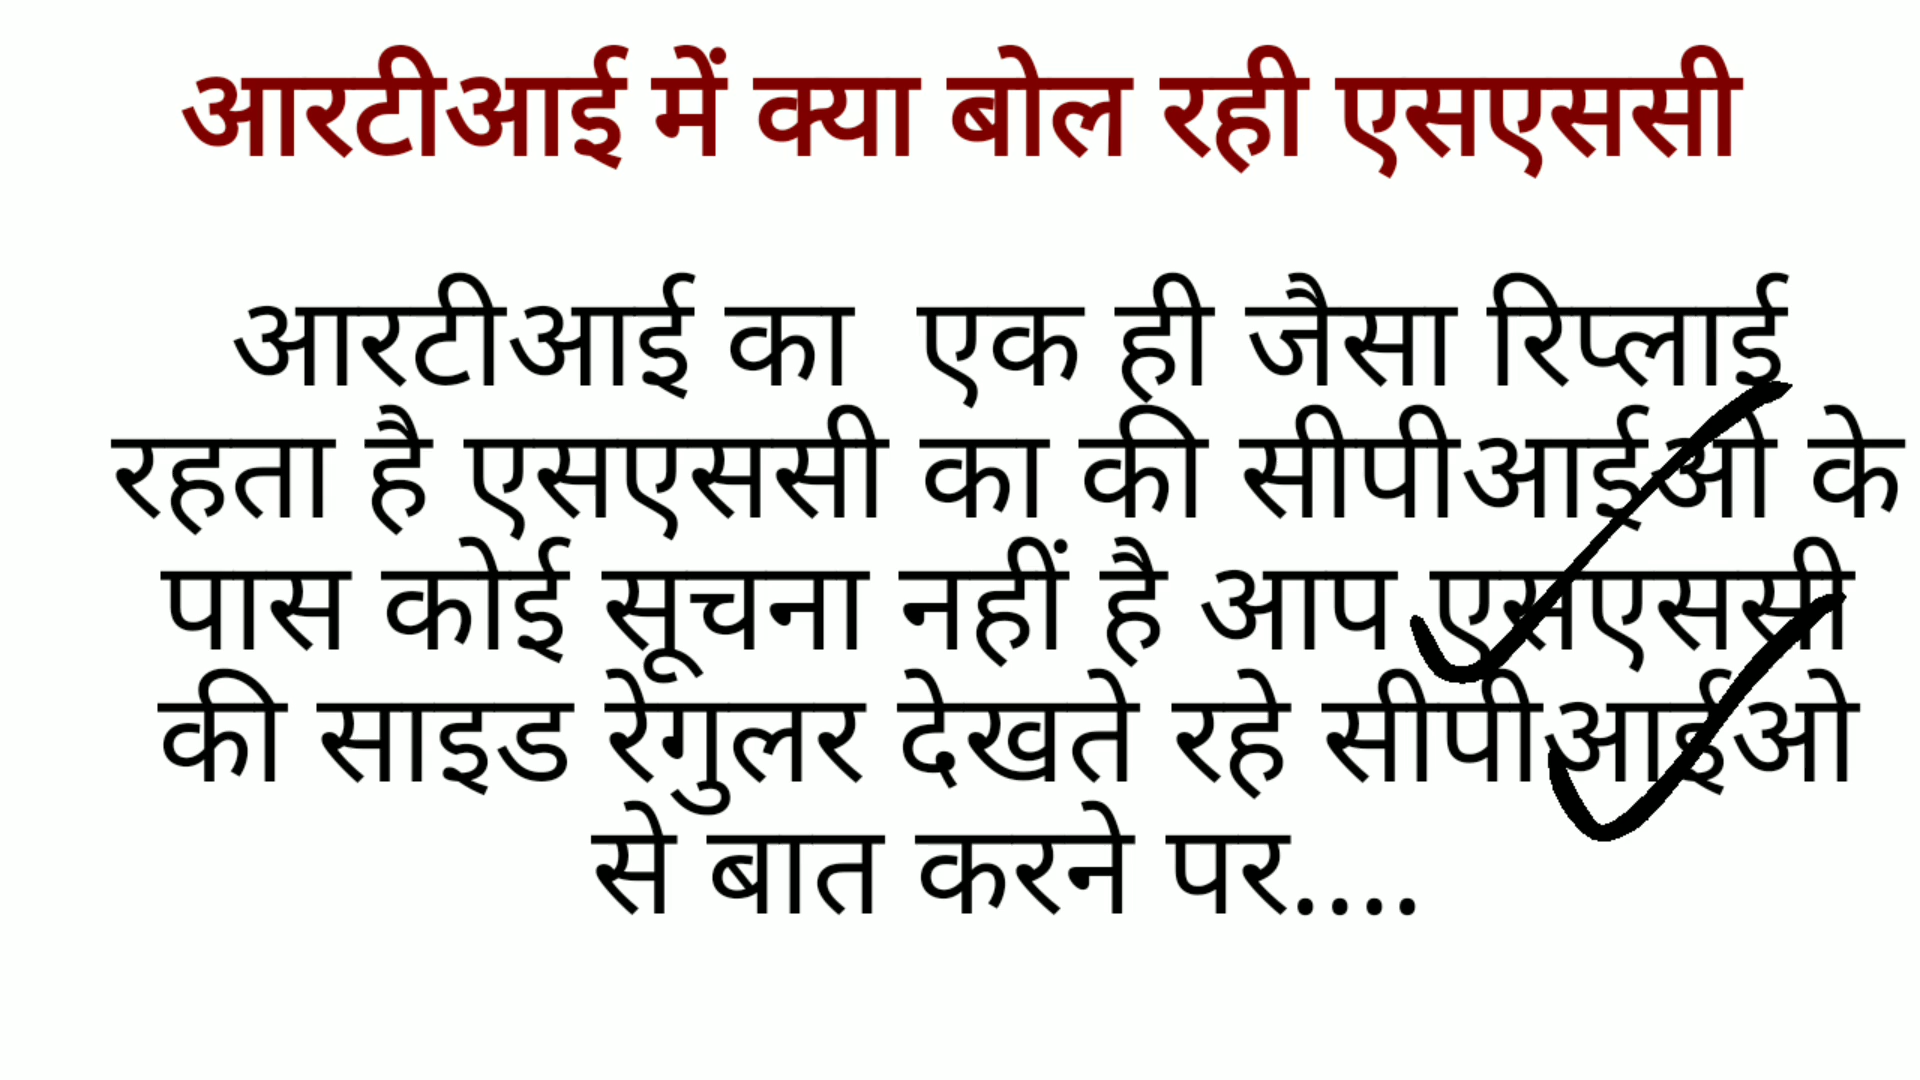 आरटीआई में क्या बोल रही एसएससी
आरटीआई का एक ही जैसा रिप्लाई
रहता है एसएससी का की सीपीआईओ के
पास कोई सूचना नहीं है आप एसएससी
की साइड रेगुलर देखते रहे सीपीआईओ
से बात करने पर....